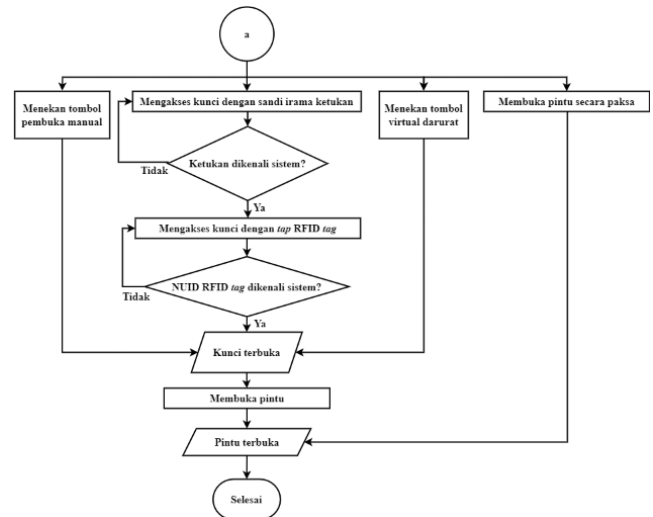 a
Menekan tombol
pembuka manual
Mengakses kunci dengan sandi irama ketukan
Menekan tombol
virtual darurat
Membuka pintu secara paksa
Ketukan dikenali sistem?
Tidak
Ya
Mengakses kunci dengan tap RFID tag
NUID RFID tag dikenali sistem?
Tidak
Ya
Kunci terbuka
Membuka pintu
Pintu terbuka
Selesai